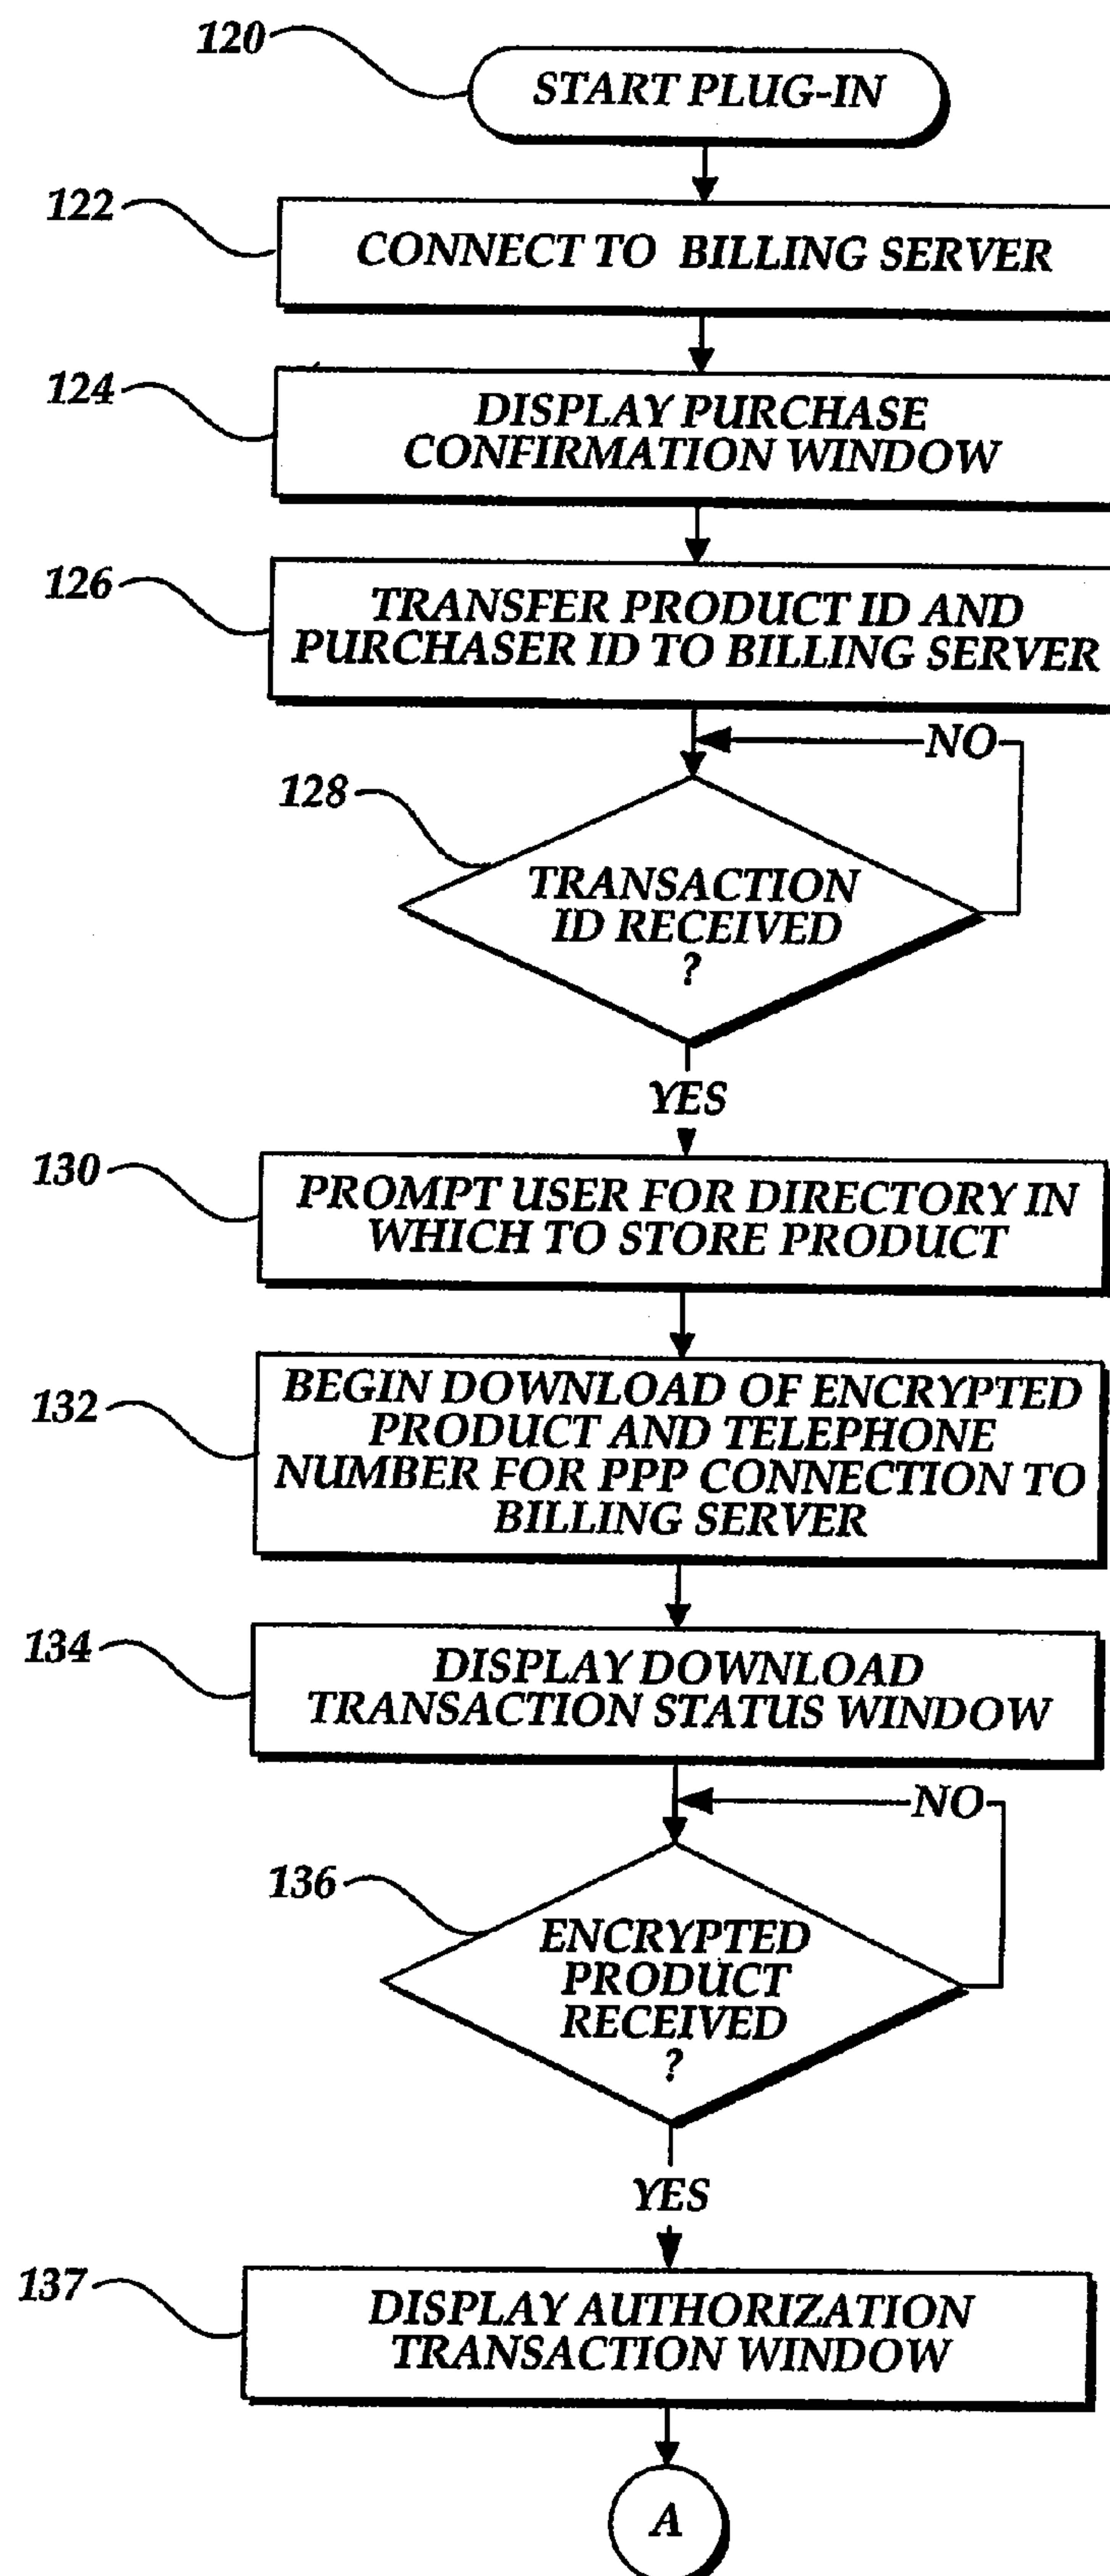 120
START PLUG-IN
122
CONNECT TO BILLING SERVER
124
DISPLAY PURCHASE
CONFIRMATION WINDOW
126
TRANSFER PRODUCT ID AND
PURCHASER ID TO BILLING SERVER
NO
128
TRANSACTION
ID RECEIVED
?
YES
130
PROMPT USER FOR DIRECTORY IN
WHICH TO STORE PRODUCT
132
BEGIN DOWNLOAD OF ENCRYPTED
PRODUCT AND TELEPHONE
NUMBER FOR PPP CONNECTION TO
BILLING SERVER
134
DISPLAY DOWNLOAD
TRANSACTION STATUS WINDOW
NO
136
ENCRYPTED
PRODUCT
RECEIVED
?
YES
137
DISPLAY AUTHORIZATION
TRANSACTION WINDOW
A